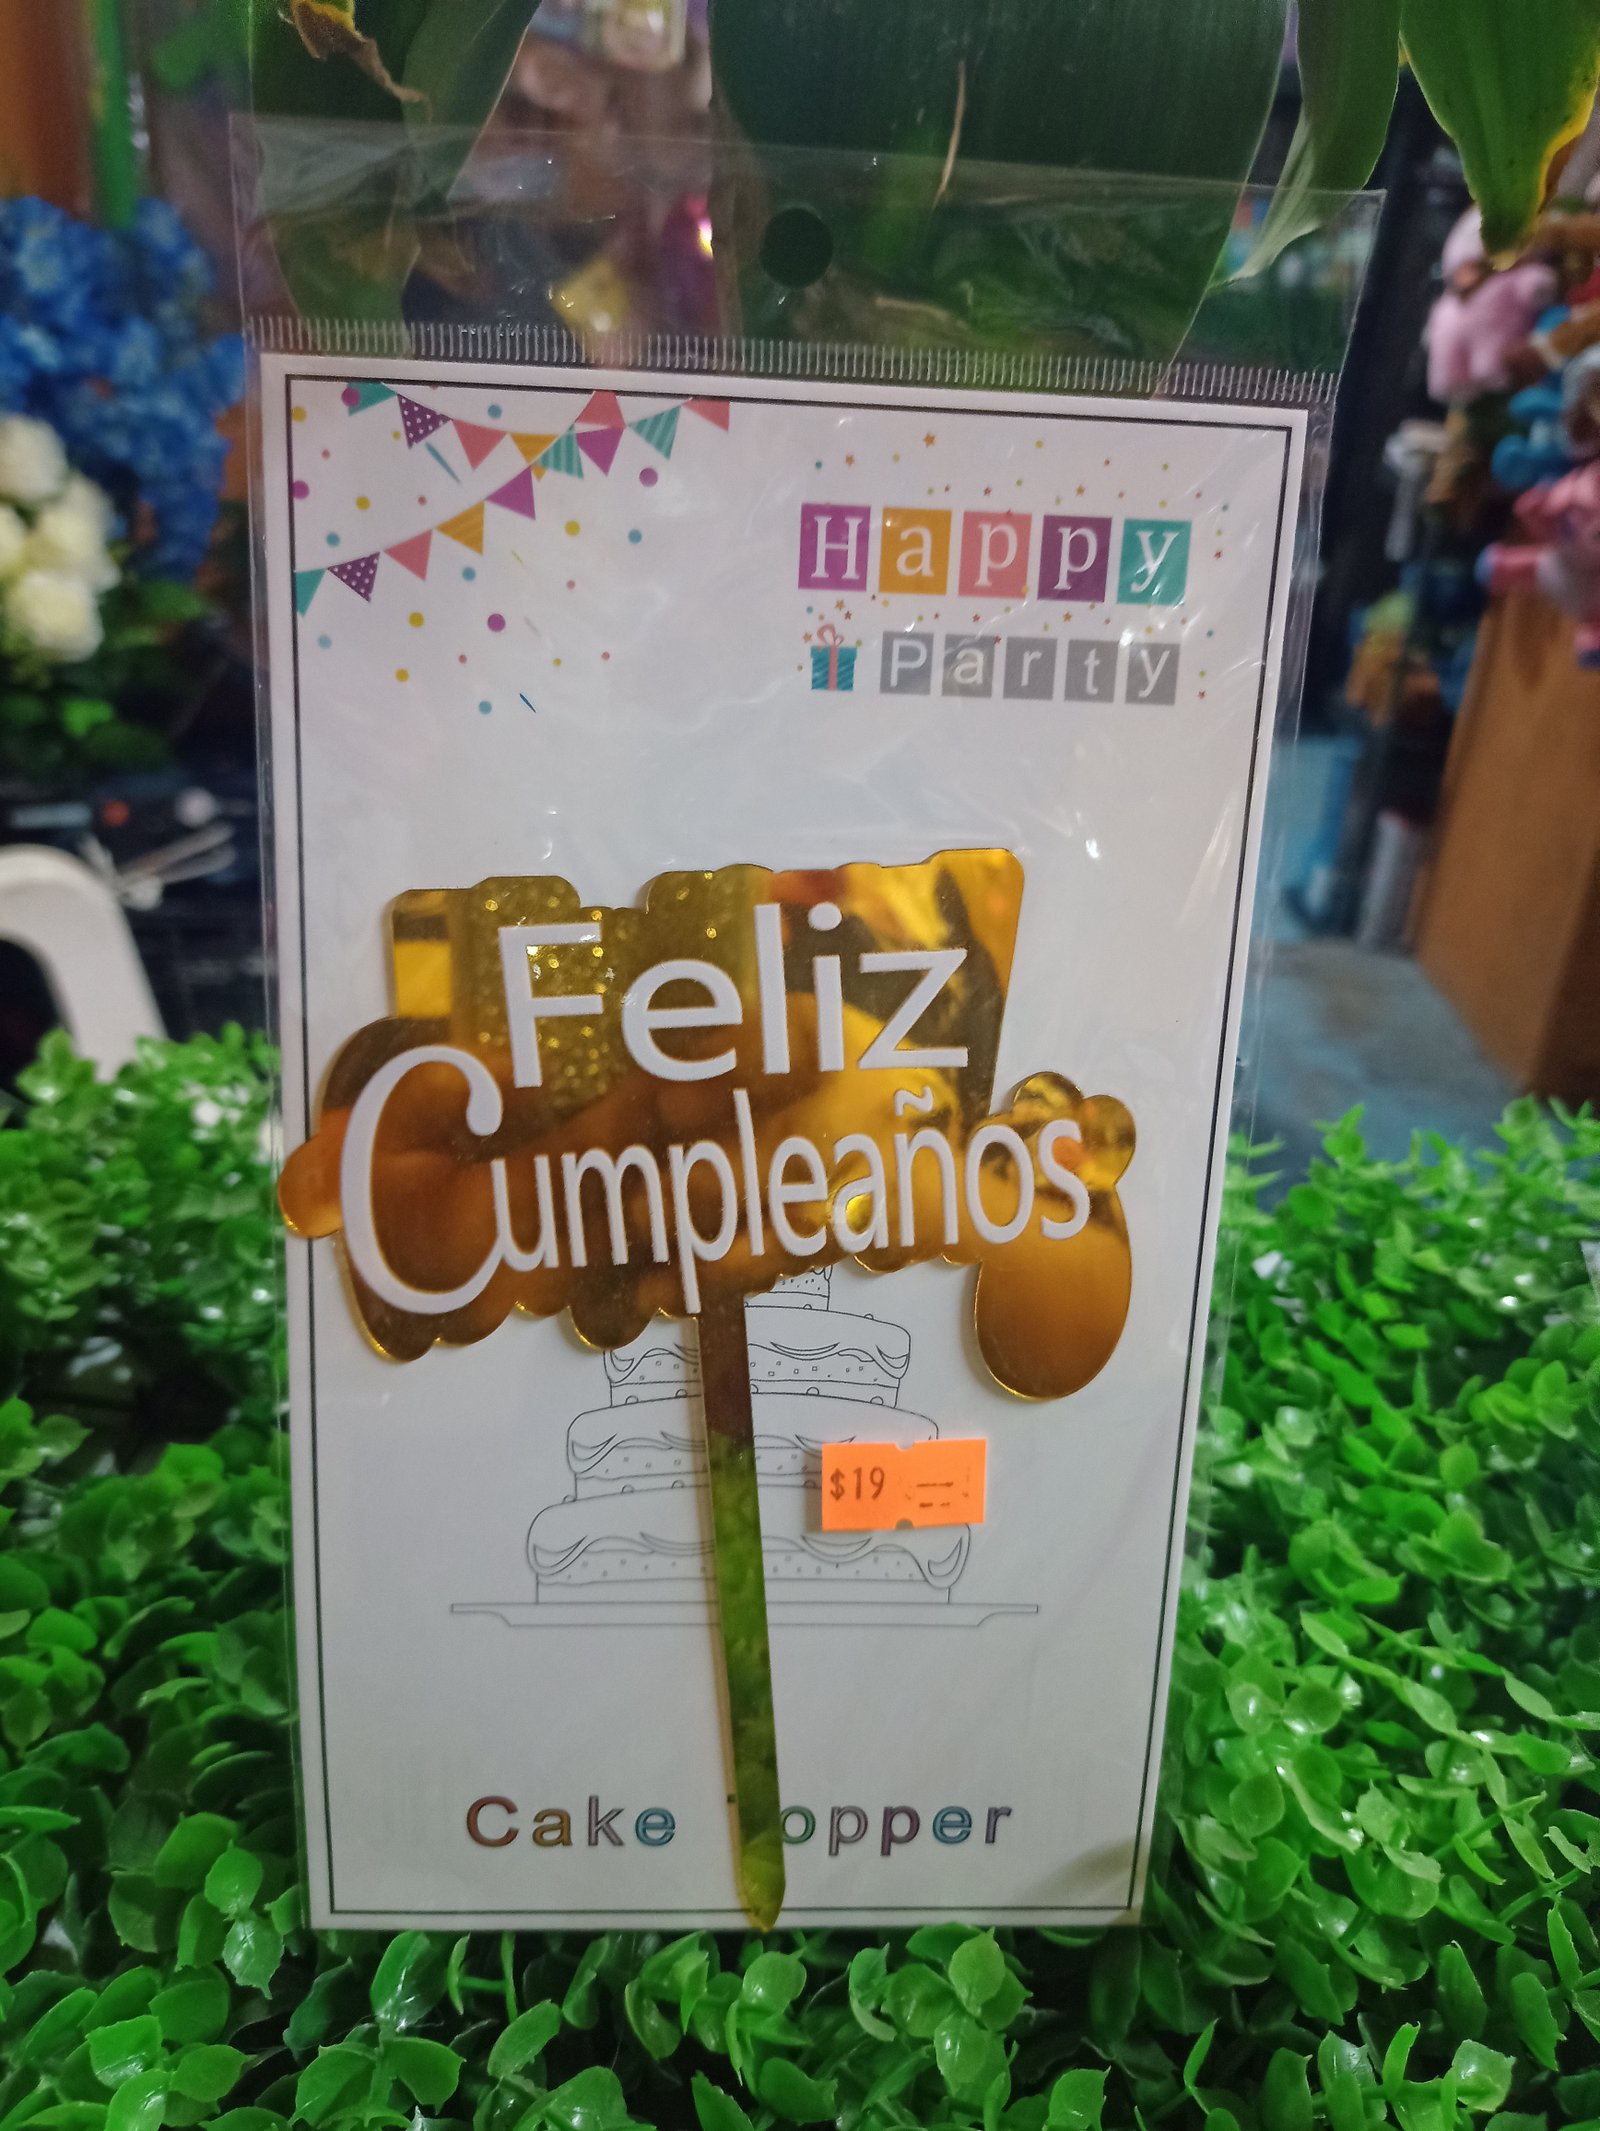 Happy
Party
Feliz
Cumpleaños
$19
Cake opper